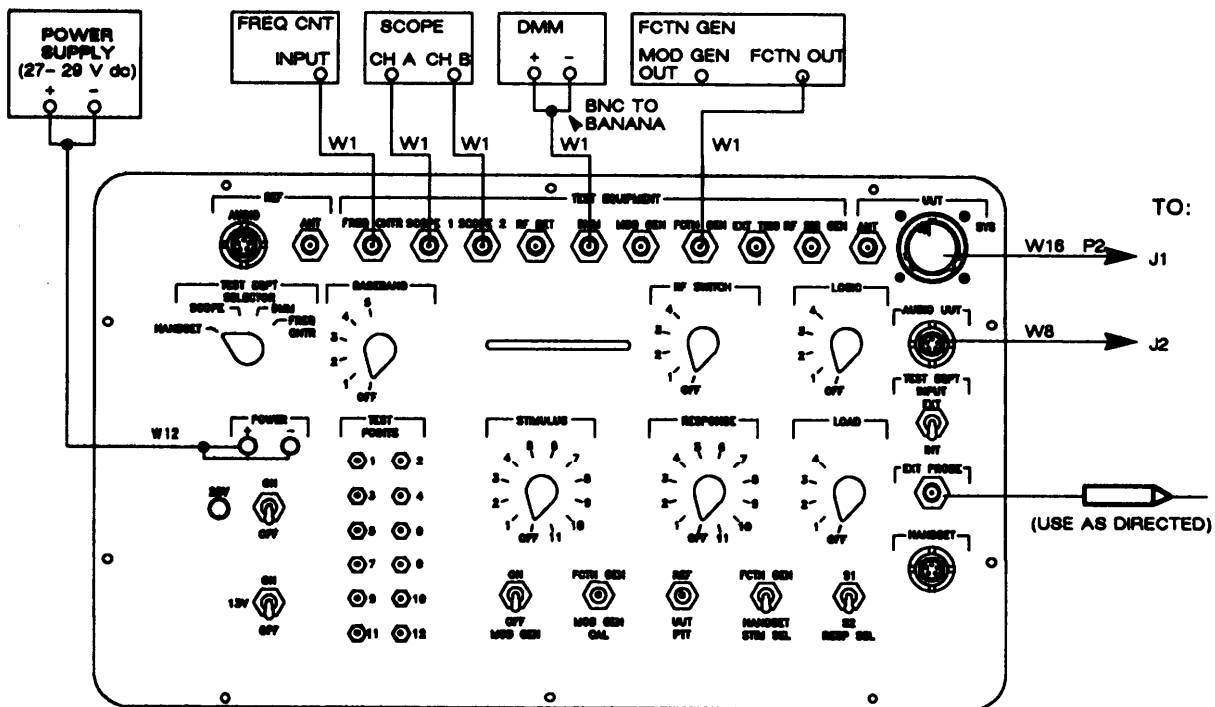 POWER
SUPPLY
(27- 29 V dc)
+ -
FREQ CNT
INPUT
SCOPE
CH A CH B
DMM
+ -
FCTN GEN
MOD GEN
OUT
FCTN OUT
BNC TO
BANANA
W1 W1 W1 W1 W1
REF
TEST EQUIPMENT
UUT
AUDIO
ANT
FREQ CNTR
SCOPE 1
SCOPE 2
DMM
MOD GEN
FCTN GEN
RF SIG GEN
ANT
SYS
TO:
W16 P2
J1
TEST EQPT
SELECTOR
HANDSET
SCOPE
DMM
FREQ
CNTR
BASEBAND
OFF 1 2 3 4 5
RF SWITCH
OFF 1 2 3 4
LOGIC
OFF 1 2 3 4
AUDIO UUT
W8
J2
TEST EQPT
INPUT
EXT
INT
W12
POWER
+ -
ON
OFF
TEST
POINTS
1 2
3 4
5 6
7 8
9 10
11 12
STIMULUS
OFF 1 2 3 4 5 6 7 8 9 10 11
RESPONSE
OFF 1 2 3 4 5 6 7 8 9 10 11
LOAD
OFF 1 2 3 4
EXT PROBE
(USE AS DIRECTED)
HANDSET
13V
ON
OFF
ON
OFF
MOD GEN
FCTN GEN
MOD GEN
CAL
REF
UUT
PTT
FCTN GEN
HANDSET
STIM SEL
S1
S2
RESP SEL